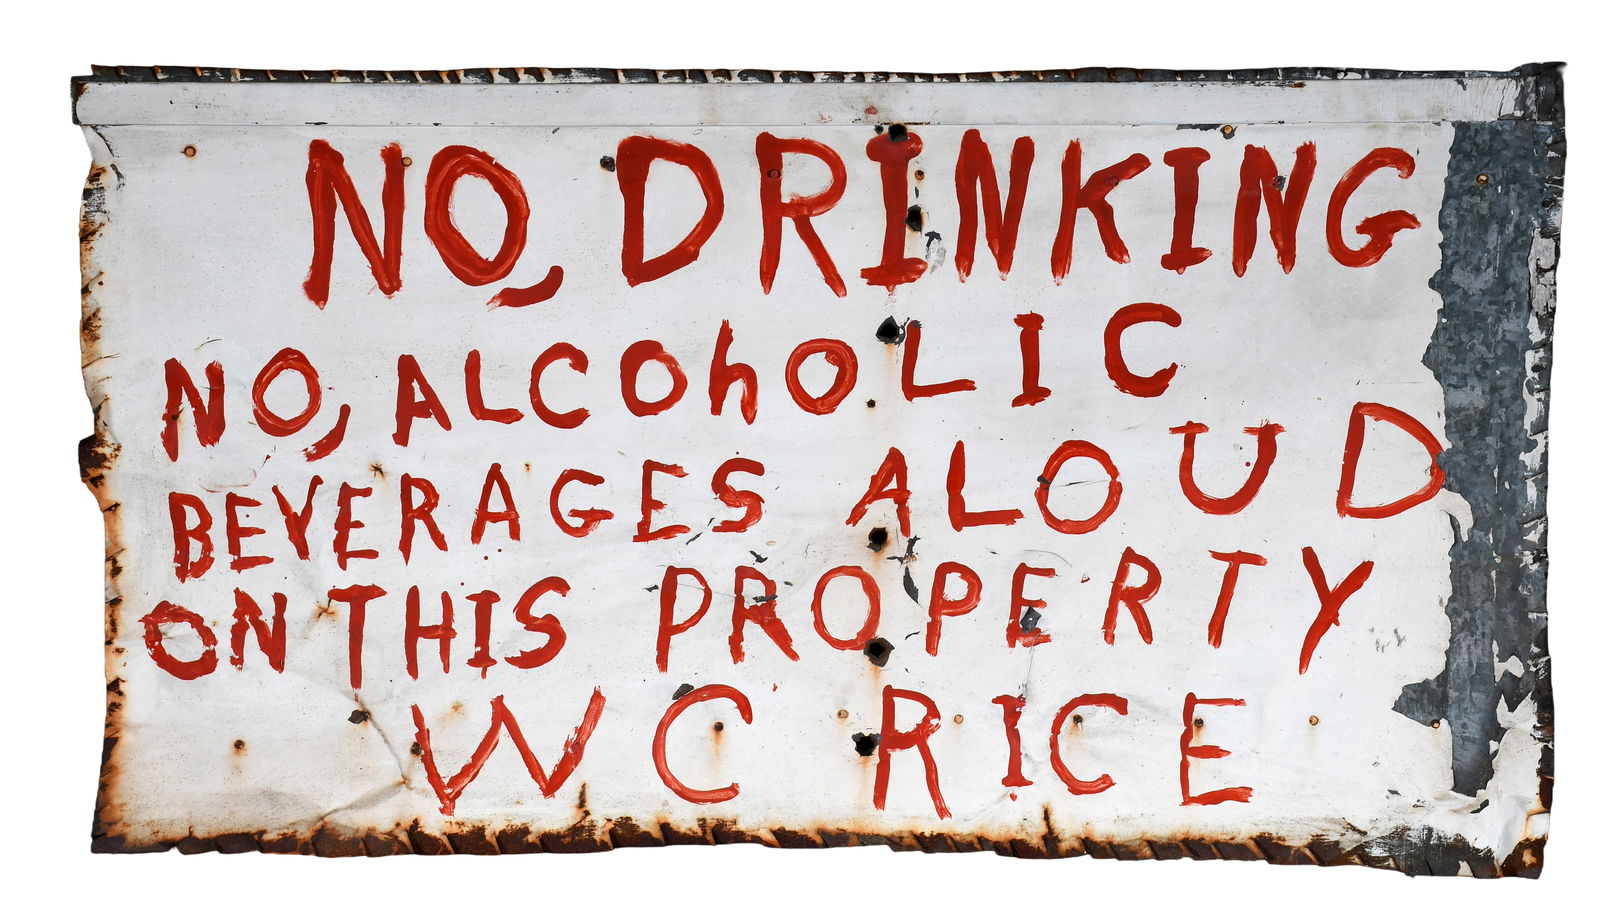 NO, DRINKING
NO, ALCOhOLIC
BEVERAGES ALOUD
ON THIS PROPERTY
WC RICE